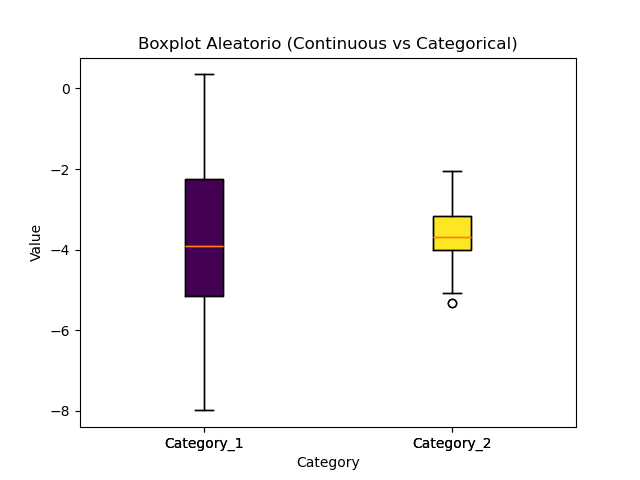 Boxplot Aleatorio (Continuous vs Categorical)
Value
0
−2
−4
−6
−8
Category_1
Category_2
Category